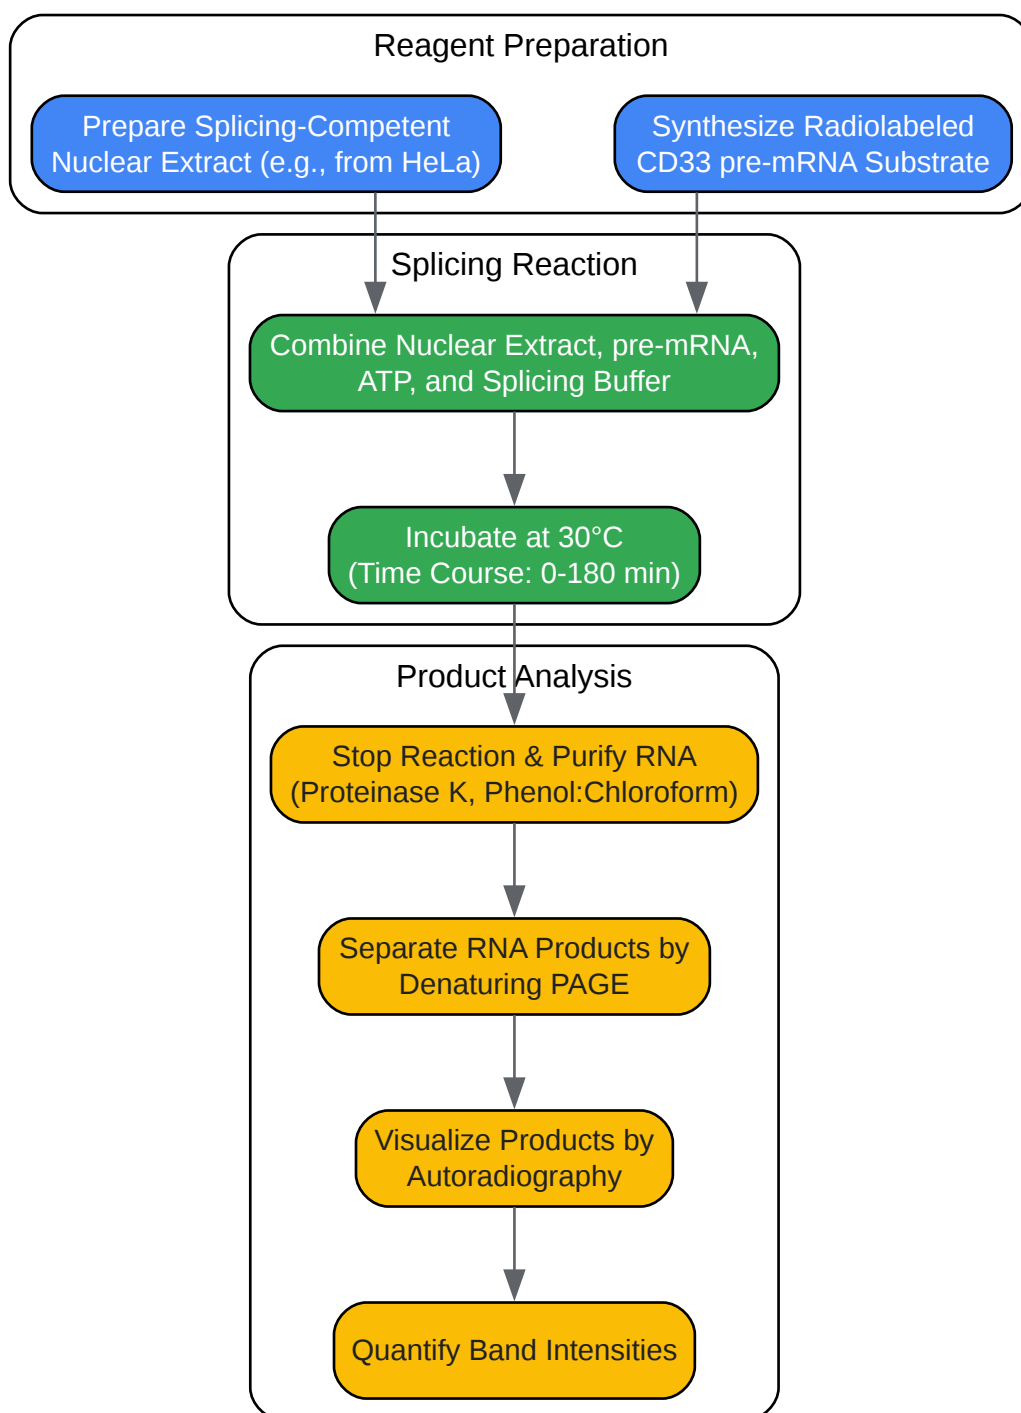 Reagent Preparation
Prepare Splicing-Competent
Nuclear Extract (e.g., from HeLa)
Synthesize Radiolabeled
CD33 pre-mRNA Substrate
Splicing Reaction
Combine Nuclear Extract, pre-mRNA,
ATP, and Splicing Buffer
Incubate at 30°C
(Time Course: 0-180 min)
Product Analysis
Stop Reaction & Purify RNA
(Proteinase K, Phenol:Chloroform)
Separate RNA Products by
Denaturing PAGE
Visualize Products by
Autoradiography
Quantify Band Intensities